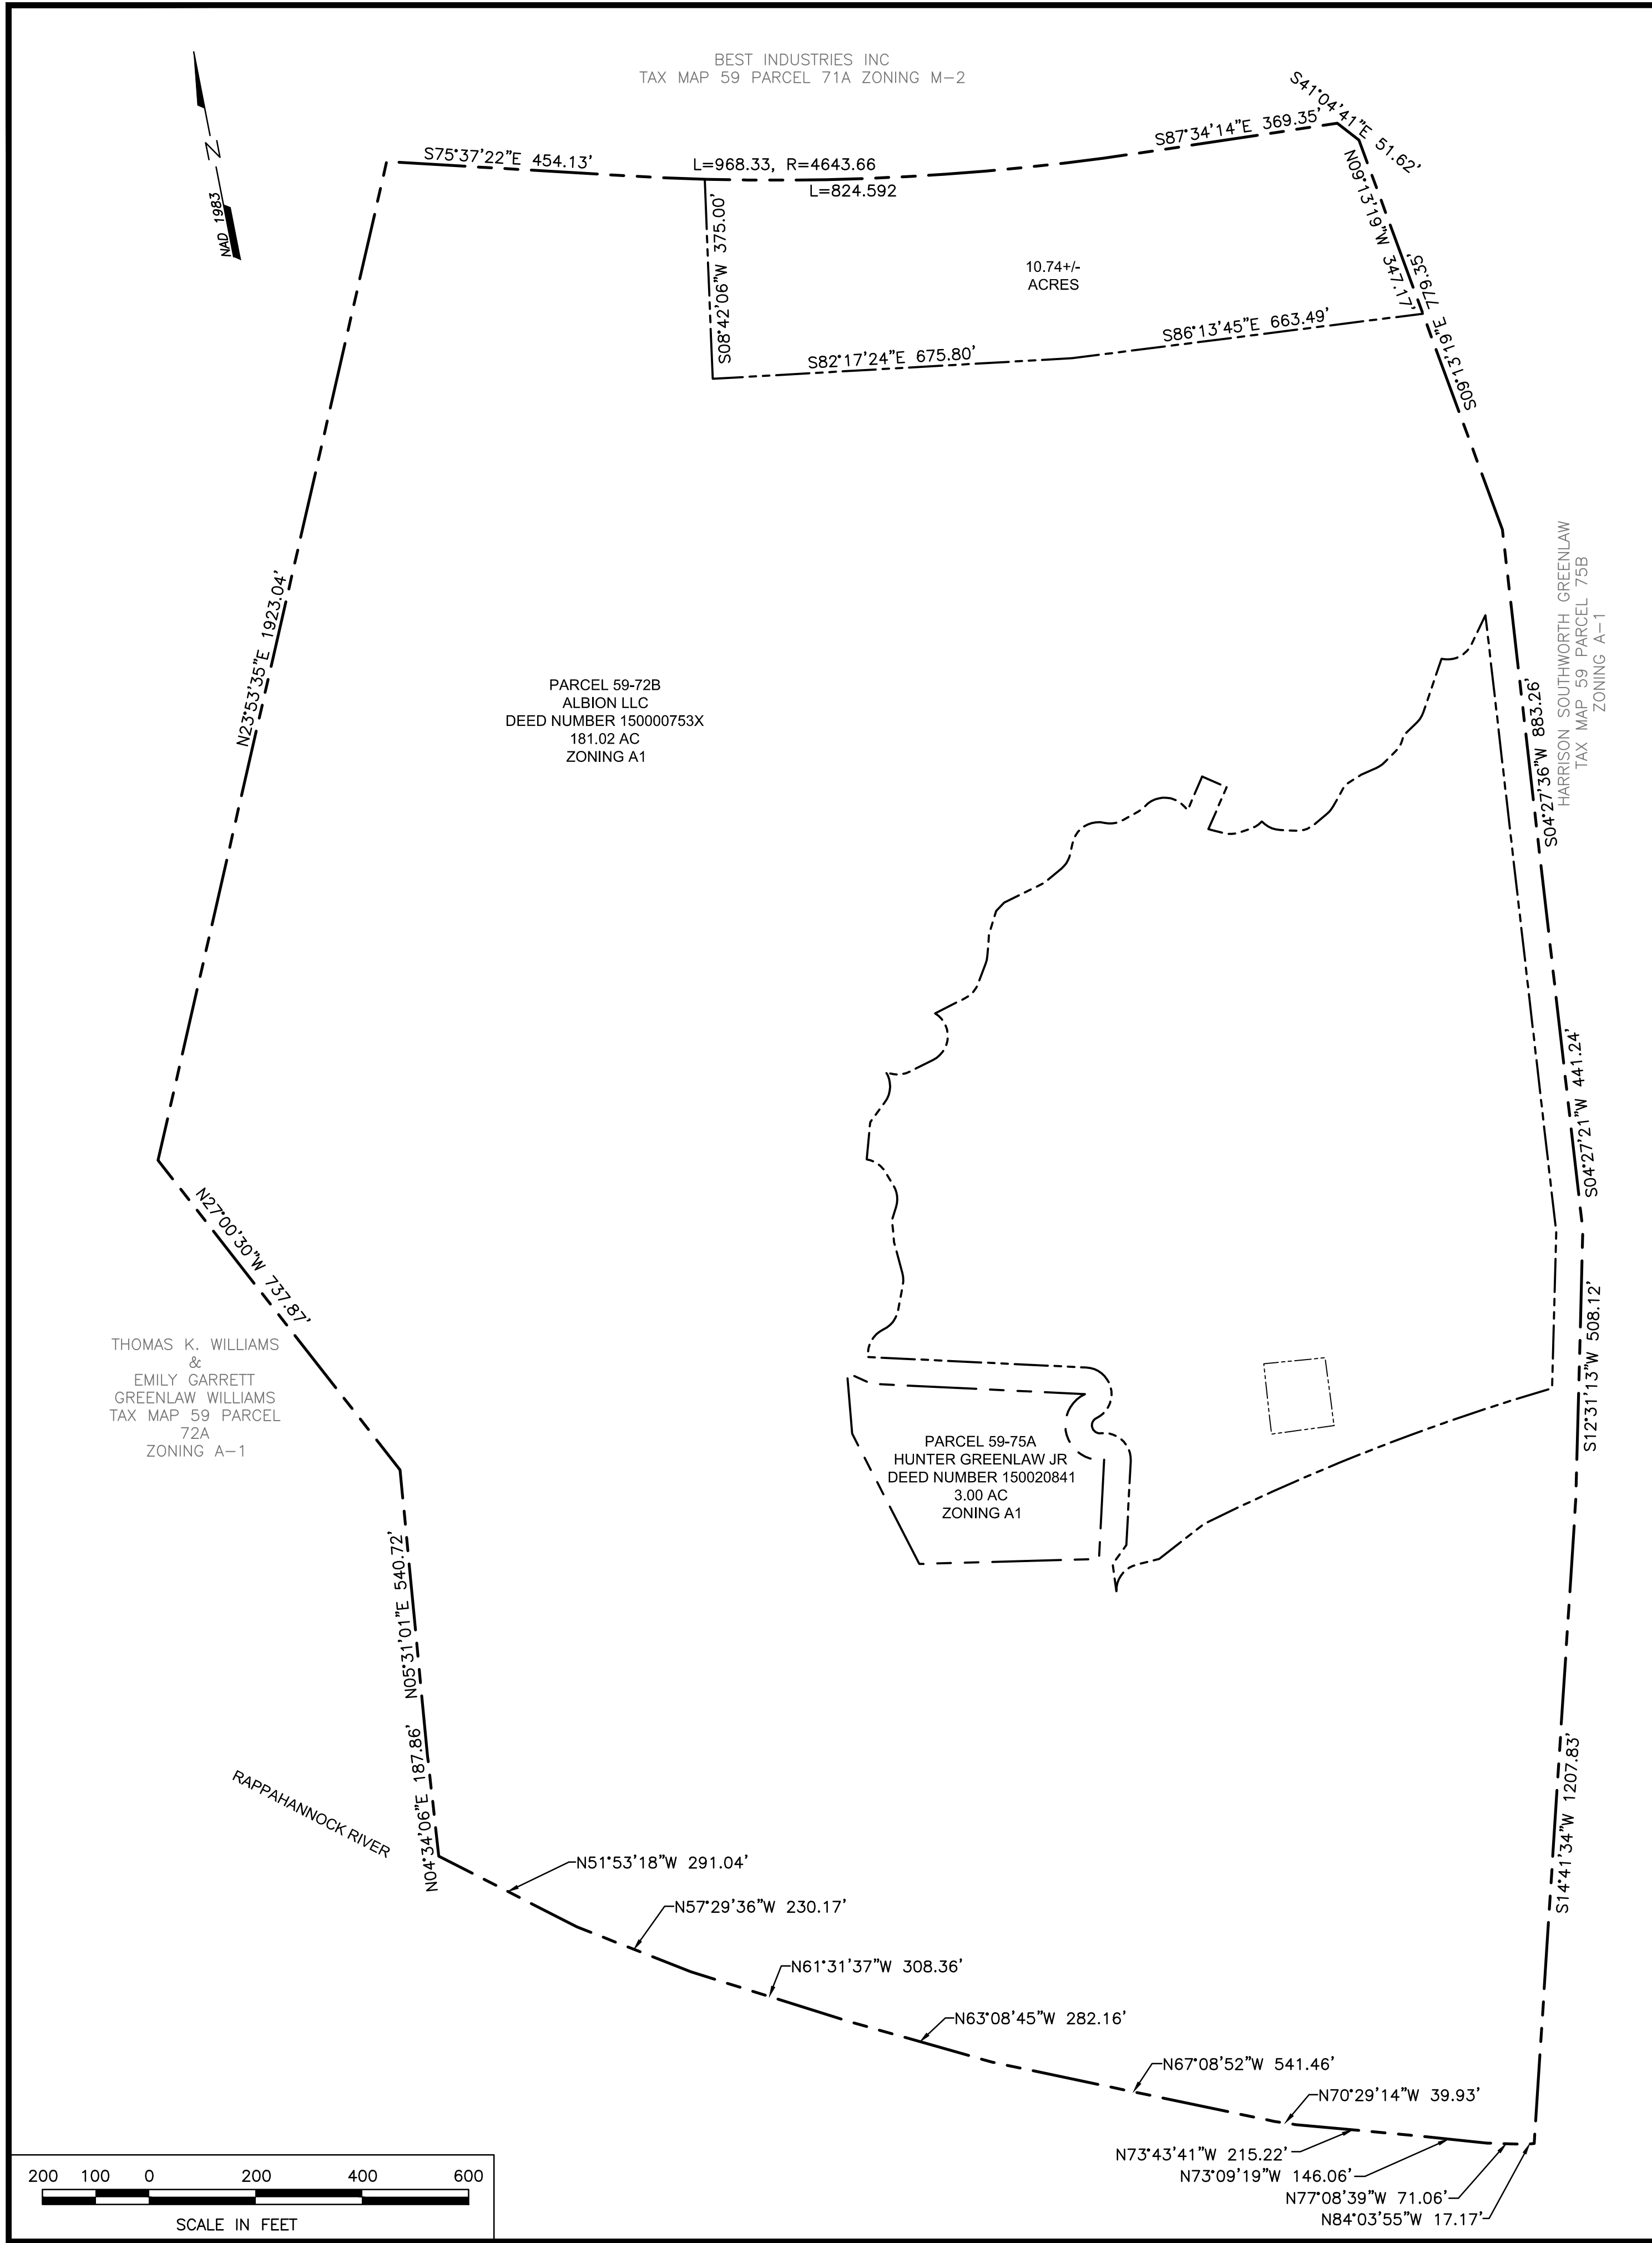 BEST INDUSTRIES INC
TAX MAP 59 PARCEL 71A ZONING M-2
N
NAD 1983
S75°37'22"E 454.13'
L=968.33, R=4643.66
L=824.592
S87°34'14"E 369.35'
S41°04'41"E 51.62'
N09°13'19"W 347.17'
S09°13'19"E 779.35'
S08°42'06"W 375.00'
10.74+/-
ACRES
S82°17'24"E 675.80'
S86°13'45"E 663.49'
N23°53'35"E 1923.04'
PARCEL 59-72B
ALBION LLC
DEED NUMBER 150000753X
181.02 AC
ZONING A1
HARRISON SOUTHWORTH GREENLAW
TAX MAP 59 PARCEL 75B
ZONING A-1
S04°27'36"W 883.26'
S04°27'21"W 441.24'
N27°00'30"W 737.87'
THOMAS K. WILLIAMS
&
EMILY GARRETT
GREENLAW WILLIAMS
TAX MAP 59 PARCEL
72A
ZONING A-1
S12°31'13"W 508.12'
PARCEL 59-75A
HUNTER GREENLAW JR
DEED NUMBER 150020841
3.00 AC
ZONING A1
N05°31'01"E 540.72'
N04°34'06"E 187.86'
RAPPAHANNOCK RIVER
S14°41'34"W 1207.83'
N51°53'18"W 291.04'
N57°29'36"W 230.17'
N61°31'37"W 308.36'
N63°08'45"W 282.16'
N67°08'52"W 541.46'
N70°29'14"W 39.93'
N73°43'41"W 215.22'
N73°09'19"W 146.06'
N77°08'39"W 71.06'
N84°03'55"W 17.17'
200 100 0 200 400 600
SCALE IN FEET